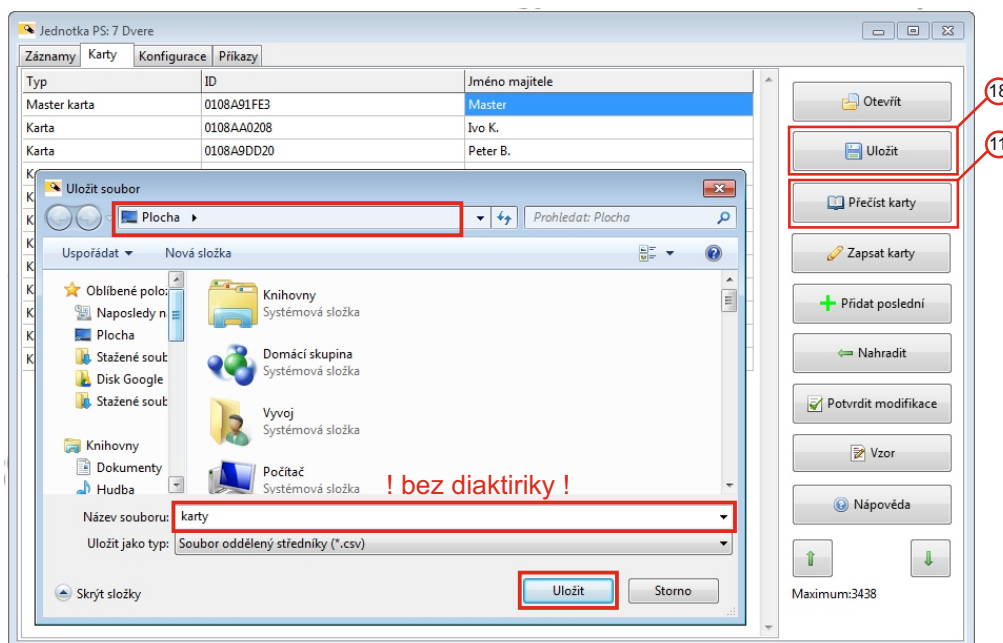 Jednotka PS: 7 Dvere
Záznamy Karty Konfigurace Příkazy
Typ ID Jméno majitele
Master karta 0108A91FE3 Master
Karta 0108AA0208 Ivo K.
Karta 0108A9DD20 Peter B.
K
K
K
K
K
K
K
K
K
Uložit soubor
Plocha
Prohledat: Plocha
Uspořádat Nová složka
Oblíbené polo
Naposledy n
Plocha
Stažené soub
Disk Google
Stažené soub
Knihovny
Dokumenty
Hudba
Knihovny
Systémová složka
Domácí skupina
Systémová složka
Vyvoj
Systémová složka
Počítač
Systémová složka
! bez diaktiriky !
Název souboru: karty
Uložit jako typ: Soubor oddělený středníky (*.csv)
Skrýt složky
Uložit Storno
Otevřít
Uložit
Přečíst karty
Zapsat karty
Přidat poslední
Nahradit
Potvrdit modifikace
Vzor
Nápověda
Maximum:3438
18
11